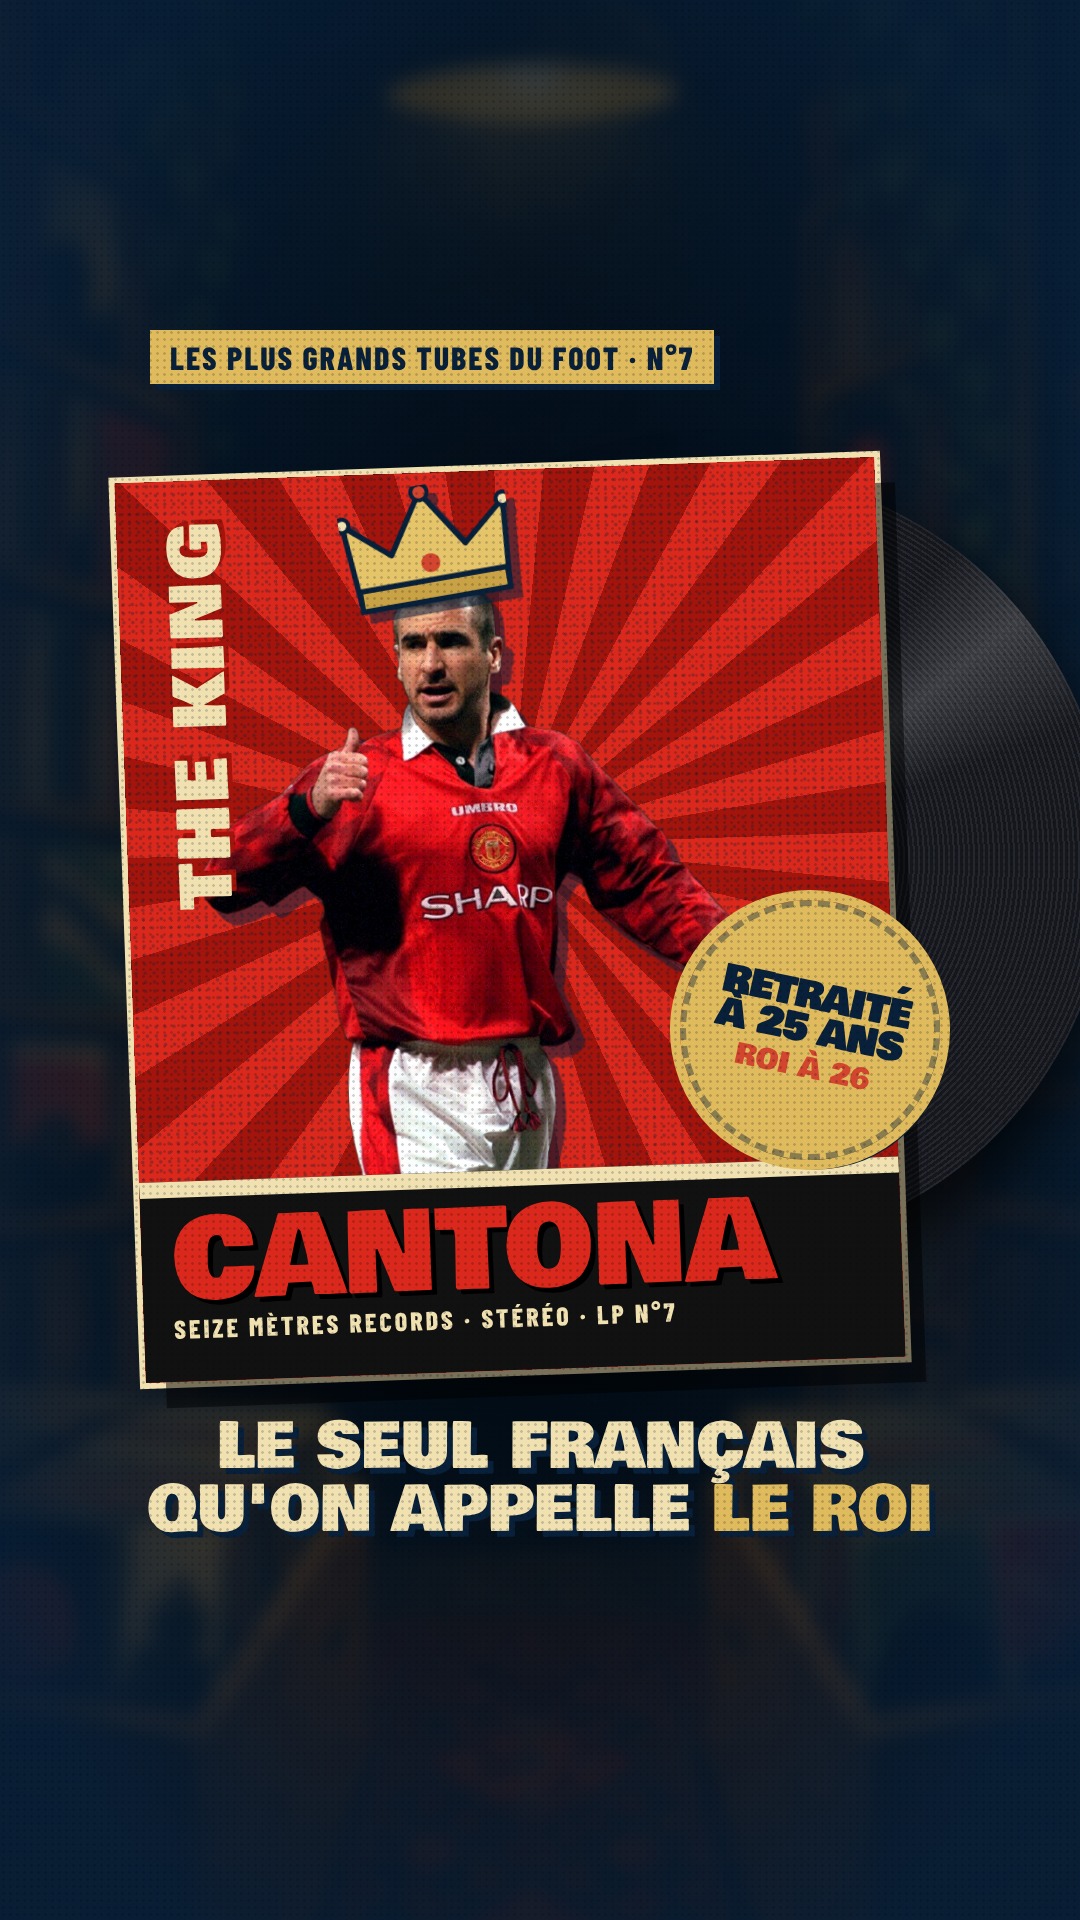 LES PLUS GRANDS TUBES DU FOOT · N°7
THE KING
UMBRO
SHARP
RETRAITÉ
À 25 ANS
ROI À 26
CANTONA
SEIZE MÈTRES RECORDS · STÉRÉO · LP N°7
LE SEUL FRANÇAIS
QU'ON APPELLE LE ROI